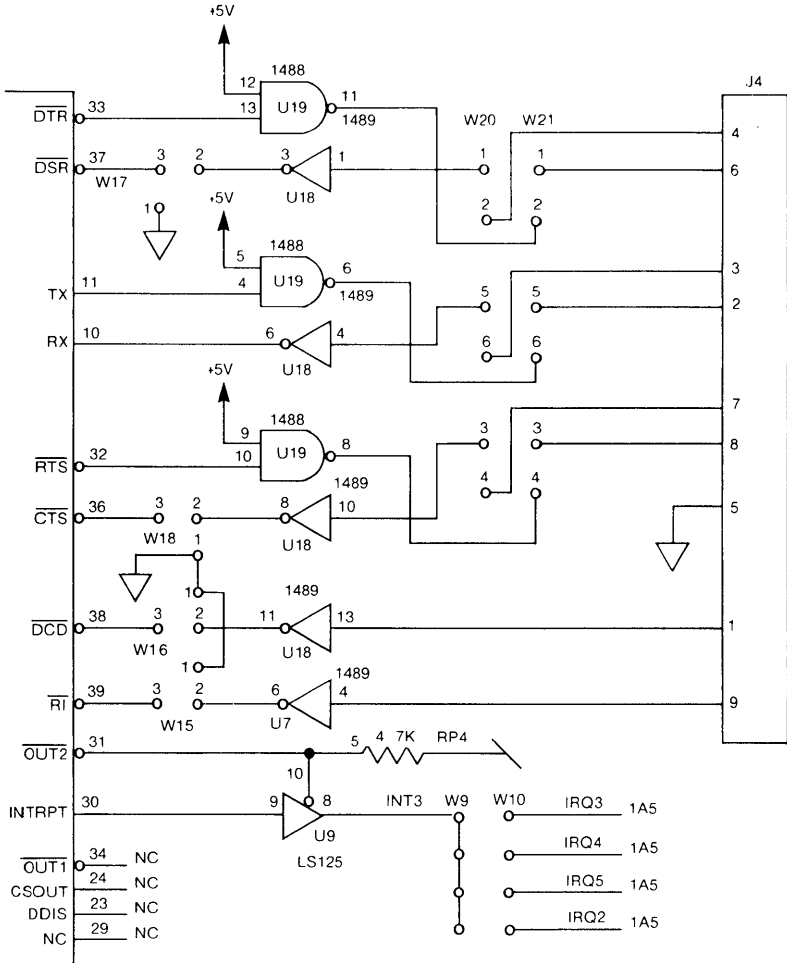 +5V
1488
12 11
J4
33 13 U19
DTR 1489 W20 W21
4
DSR 37 3 2 3 1 1 1 6
W17
U18
1 +5V 2 2
1488
5 6 3
11 4 U19
TX 1489 5 5 2
RX 10 6 4
6 6
U18
+5V
7
1488
9 8 3 3 8
32 10 U19
RTS 1489 4 4
CTS 36 3 2 8 10 5
W18 1 U18
1 1489
DCD 38 3 2 11 13 1
W16 U18
1 1489
RI 39 3 2 6 4 9
W15 U7
OUT2 31 5 4 7K RP4
10
INTRPT 30 9 8 INT3 W9 W10 IRQ3 1A5
U9
LS125 IRQ4 1A5
OUT1 34 NC
CSOUT 24 NC IRQ5 1A5
DDIS 23 NC
NC 29 NC IRQ2 1A5